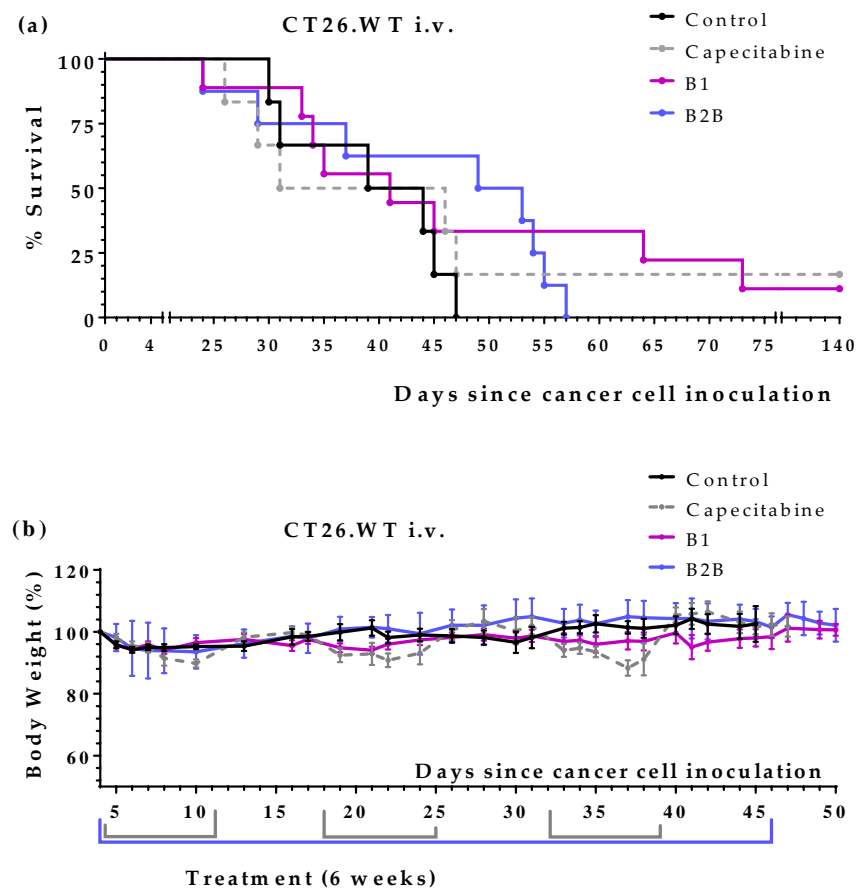 (a)
CT26.WT i.v.
Control
Capecitabine
B1
B2B
100
75
50
25
0
% Survival
0 4 25 30 35 40 45 50 55 60 65 70 75 140
Days since cancer cell inoculation
(b)
CT26.WT i.v.
Control
Capecitabine
B1
B2B
120
100
80
60
Body Weight (%)
Days since cancer cell inoculation
5 10 15 20 25 30 35 40 45 50
Treatment (6 weeks)